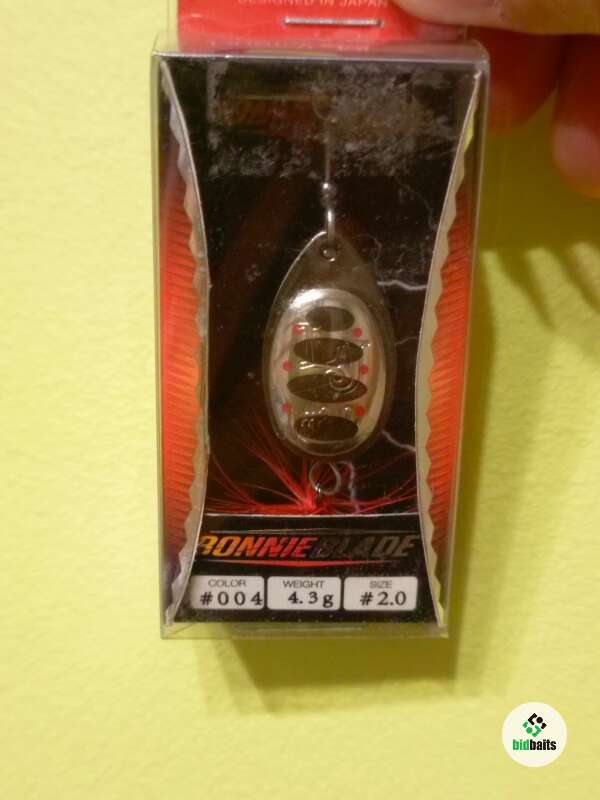 DESIGNED IN JAPAN
BONNIE BLADE
COLOR WEIGHT SIZE
#004 4.3g #2.0
bidbaits